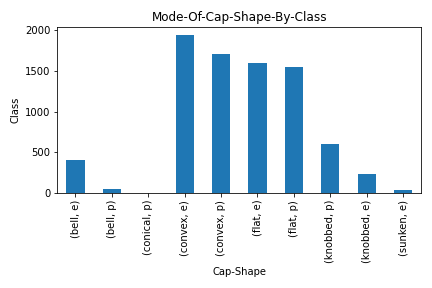 Mode-Of-Cap-Shape-By-Class
2000
1500
1000
500
0
Class
(bell, e)
(bell, p)
(conical, p)
(convex, e)
(convex, p)
(flat, e)
(flat, p)
(knobbed, p)
(knobbed, e)
(sunken, e)
Cap-Shape